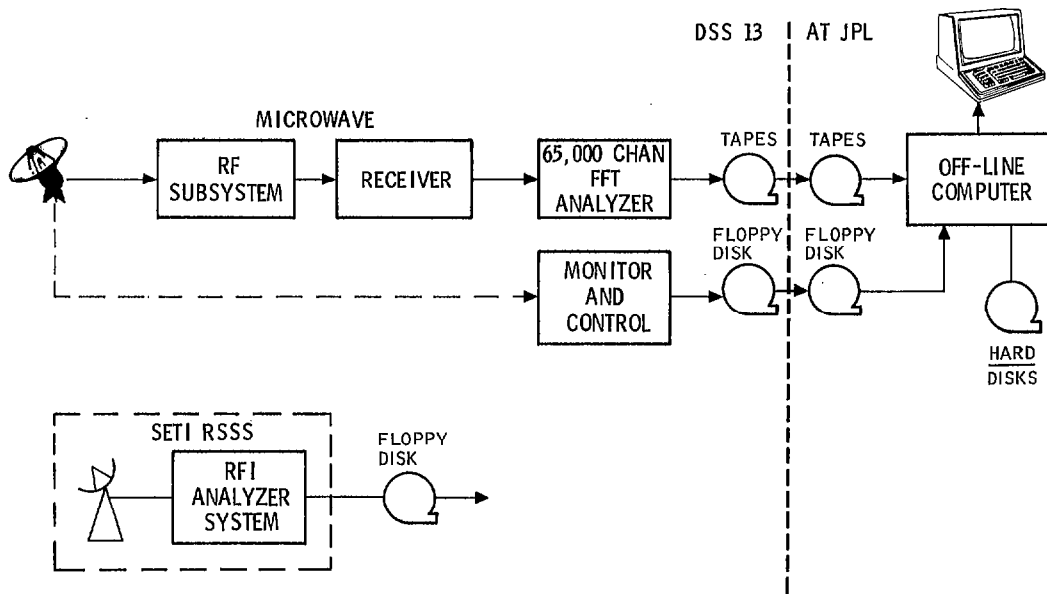 DSS 13
AT JPL
MICROWAVE
RF
SUBSYSTEM
RECEIVER
65,000 CHAN
FFT
ANALYZER
TAPES
TAPES
OFF-LINE
COMPUTER
MONITOR
AND
CONTROL
FLOPPY
DISK
FLOPPY
DISK
HARD
DISKS
SETI RSSS
RFI
ANALYZER
SYSTEM
FLOPPY
DISK